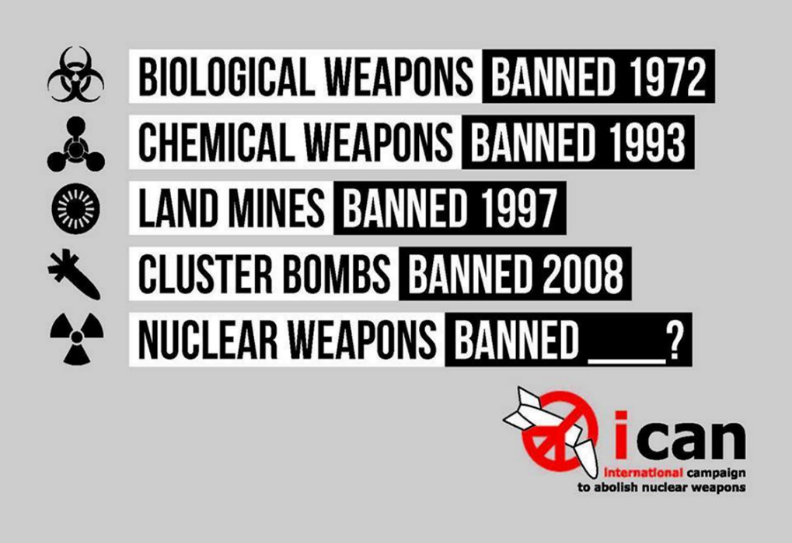 BIOLOGICAL WEAPONS BANNED 1972
CHEMICAL WEAPONS BANNED 1993
LAND MINES BANNED 1997
CLUSTER BOMBS BANNED 2008
NUCLEAR WEAPONS BANNED ____?
ican
international campaign
to abolish nuclear weapons